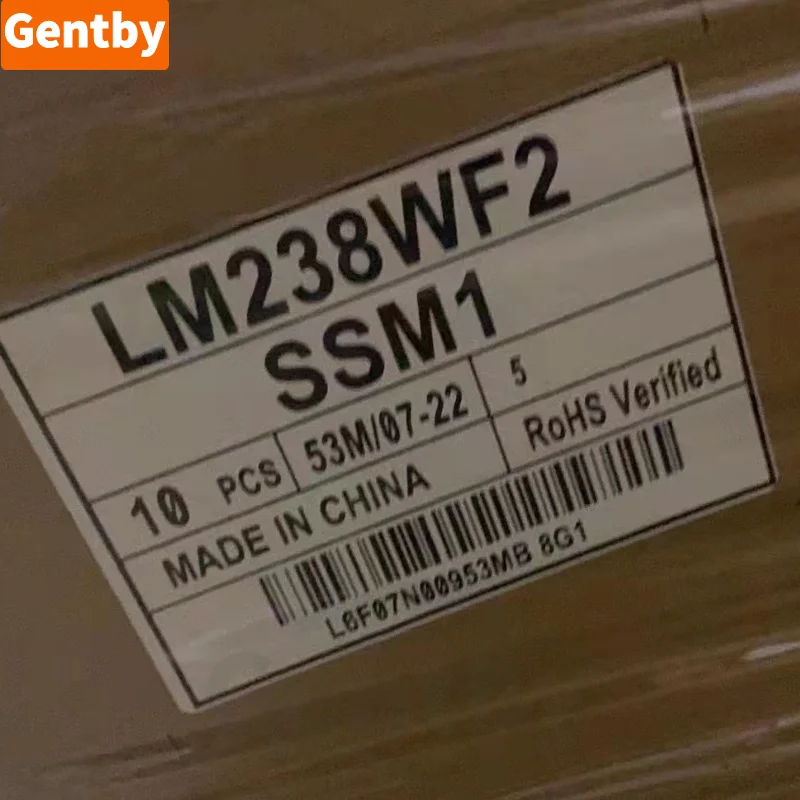 Gentby
LM238WF2
SSM1
10 PCS 53M/07-22 5
MADE IN CHINA RoHS Verified
L6F07N00953MB 8G1